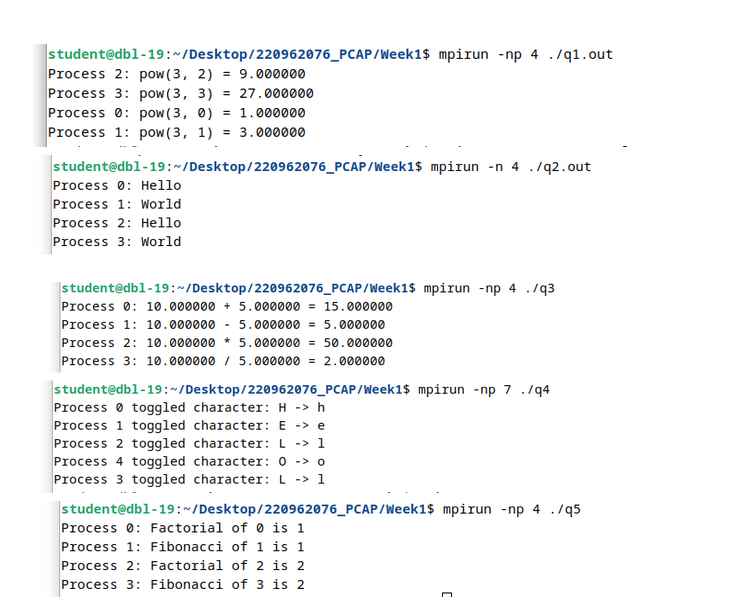 student@dbl-19:~/Desktop/220962076_PCAP/Week1$ mpirun -np 4 ./q1.out
Process 2: pow(3, 2) = 9.000000
Process 3: pow(3, 3) = 27.000000
Process 0: pow(3, 0) = 1.000000
Process 1: pow(3, 1) = 3.000000
student@dbl-19:~/Desktop/220962076_PCAP/Week1$ mpirun -n 4 ./q2.out
Process 0: Hello
Process 1: World
Process 2: Hello
Process 3: World
student@dbl-19:~/Desktop/220962076_PCAP/Week1$ mpirun -np 4 ./q3
Process 0: 10.000000 + 5.000000 = 15.000000
Process 1: 10.000000 - 5.000000 = 5.000000
Process 2: 10.000000 * 5.000000 = 50.000000
Process 3: 10.000000 / 5.000000 = 2.000000
student@dbl-19:~/Desktop/220962076_PCAP/Week1$ mpirun -np 7 ./q4
Process 0 toggled character: H -> h
Process 1 toggled character: E -> e
Process 2 toggled character: L -> l
Process 4 toggled character: O -> o
Process 3 toggled character: L -> l
student@dbl-19:~/Desktop/220962076_PCAP/Week1$ mpirun -np 4 ./q5
Process 0: Factorial of 0 is 1
Process 1: Fibonacci of 1 is 1
Process 2: Factorial of 2 is 2
Process 3: Fibonacci of 3 is 2